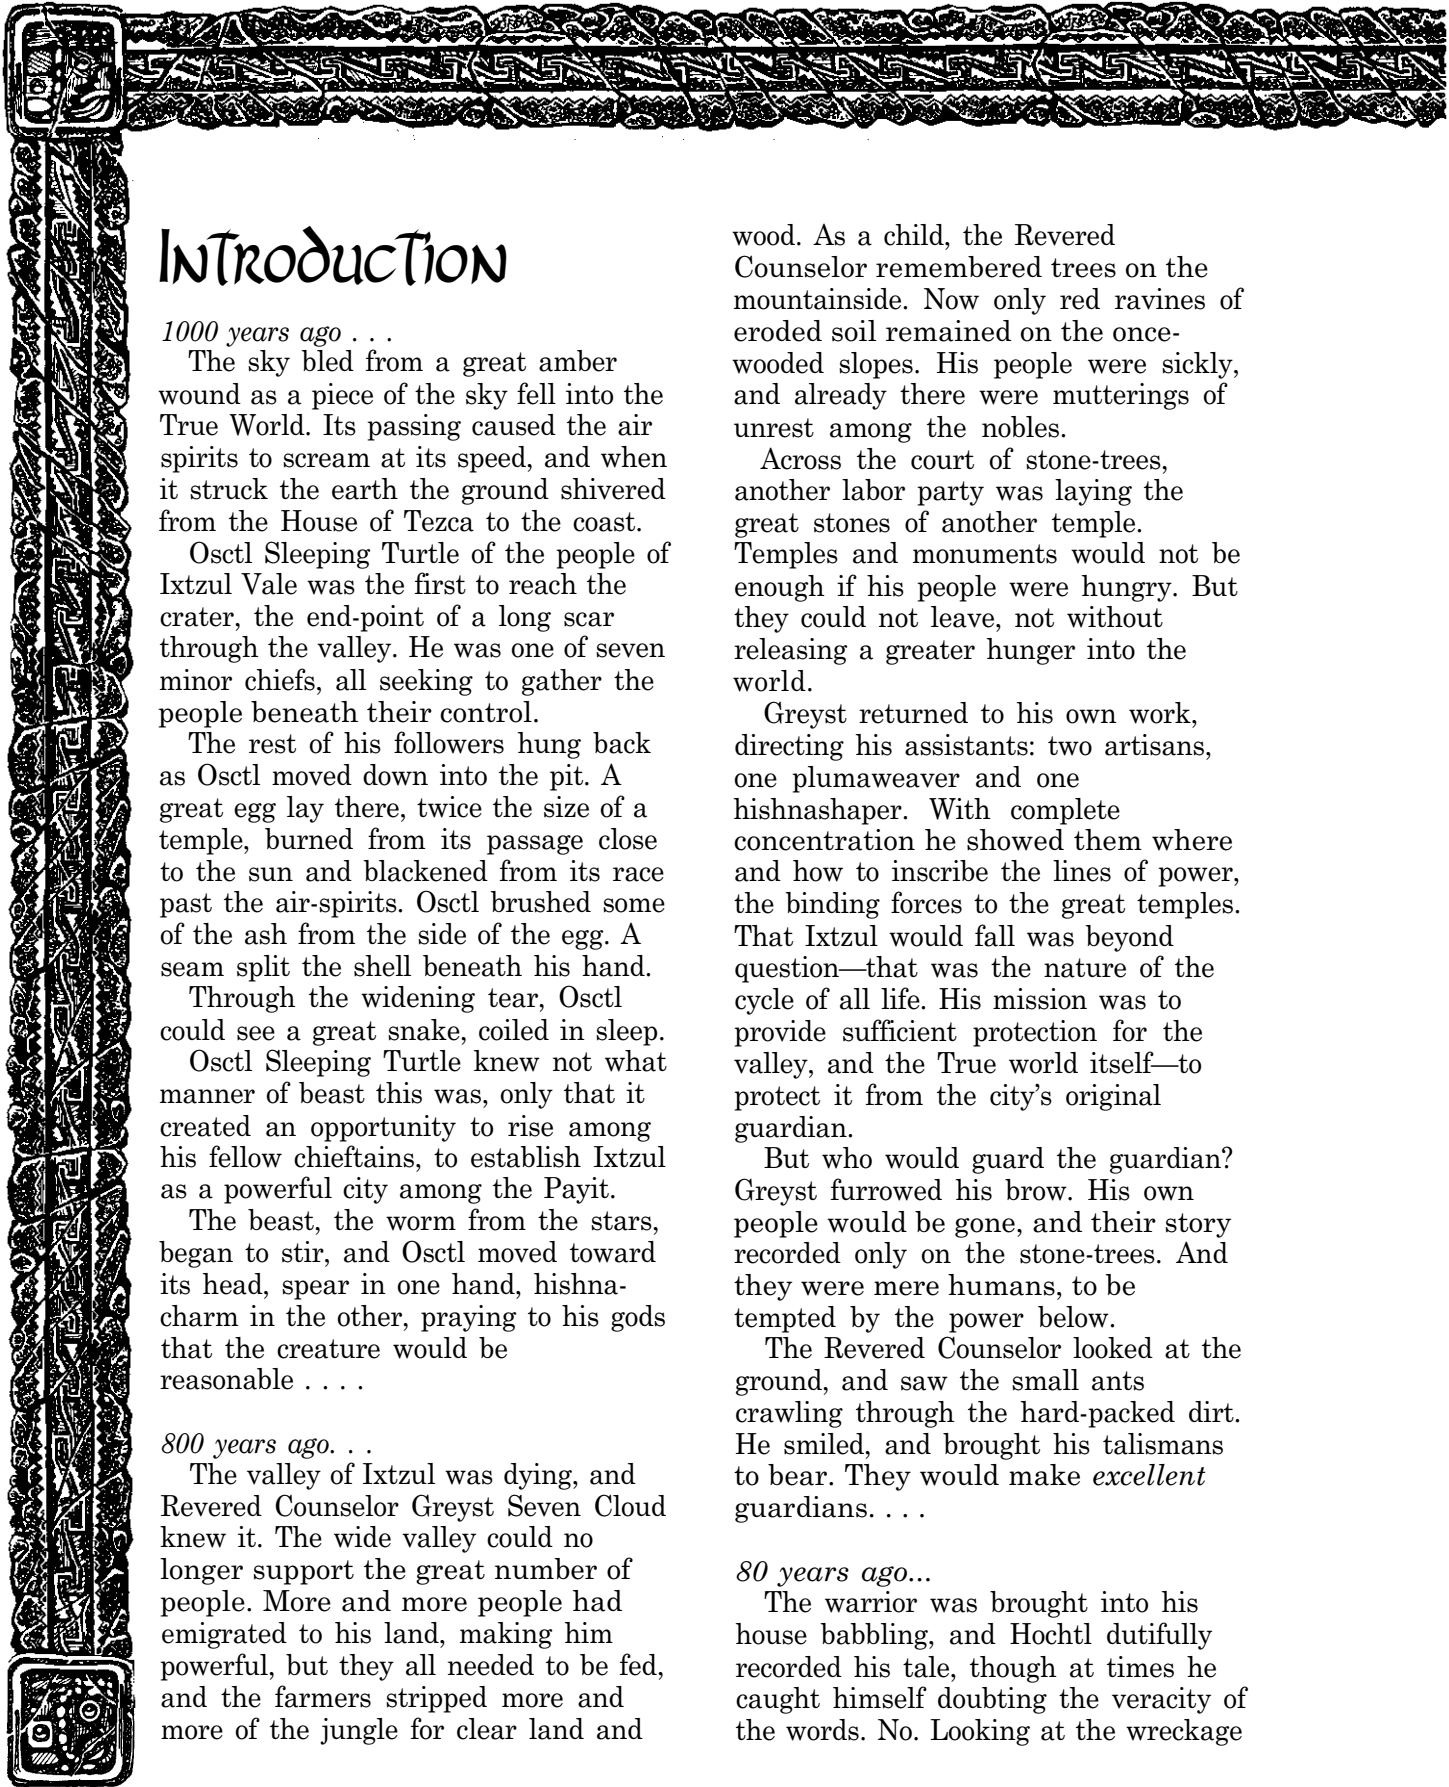 Introduction
1000 years ago . . .
The sky bled from a great amber
wound as a piece of the sky fell into the
True World. Its passing caused the air
spirits to scream at its speed, and when
it struck the earth the ground shivered
from the House of Tezca to the coast.
Osctl Sleeping Turtle of the people of
Ixtzul Vale was the first to reach the
crater, the end-point of a long scar
through the valley. He was one of seven
minor chiefs, all seeking to gather the
people beneath their control.
The rest of his followers hung back
as Osctl moved down into the pit. A
great egg lay there, twice the size of a
temple, burned from its passage close
to the sun and blackened from its race
past the air-spirits. Osctl brushed some
of the ash from the side of the egg. A
seam split the shell beneath his hand.
Through the widening tear, Osctl
could see a great snake, coiled in sleep.
Osctl Sleeping Turtle knew not what
manner of beast this was, only that it
created an opportunity to rise among
his fellow chieftains, to establish Ixtzul
as a powerful city among the Payit.
The beast, the worm from the stars,
began to stir, and Osctl moved toward
its head, spear in one hand, hishna-
charm in the other, praying to his gods
that the creature would be
reasonable . . . .
800 years ago. . .
The valley of Ixtzul was dying, and
Revered Counselor Greyst Seven Cloud
knew it. The wide valley could no
longer support the great number of
people. More and more people had
emigrated to his land, making him
powerful, but they all needed to be fed,
and the farmers stripped more and
more of the jungle for clear land and
wood. As a child, the Revered
Counselor remembered trees on the
mountainside. Now only red ravines of
eroded soil remained on the once-
wooded slopes. His people were sickly,
and already there were mutterings of
unrest among the nobles.
Across the court of stone-trees,
another labor party was laying the
great stones of another temple.
Temples and monuments would not be
enough if his people were hungry. But
they could not leave, not without
releasing a greater hunger into the
world.
Greyst returned to his own work,
directing his assistants: two artisans,
one plumaweaver and one
hishnashaper. With complete
concentration he showed them where
and how to inscribe the lines of power,
the binding forces to the great temples.
That Ixtzul would fall was beyond
question—that was the nature of the
cycle of all life. His mission was to
provide sufficient protection for the
valley, and the True world itself—to
protect it from the city's original
guardian.
But who would guard the guardian?
Greyst furrowed his brow. His own
people would be gone, and their story
recorded only on the stone-trees. And
they were mere humans, to be
tempted by the power below.
The Revered Counselor looked at the
ground, and saw the small ants
crawling through the hard-packed dirt.
He smiled, and brought his talismans
to bear. They would make excellent
guardians. . . .
80 years ago...
The warrior was brought into his
house babbling, and Hochtl dutifully
recorded his tale, though at times he
caught himself doubting the veracity of
the words. No. Looking at the wreckage